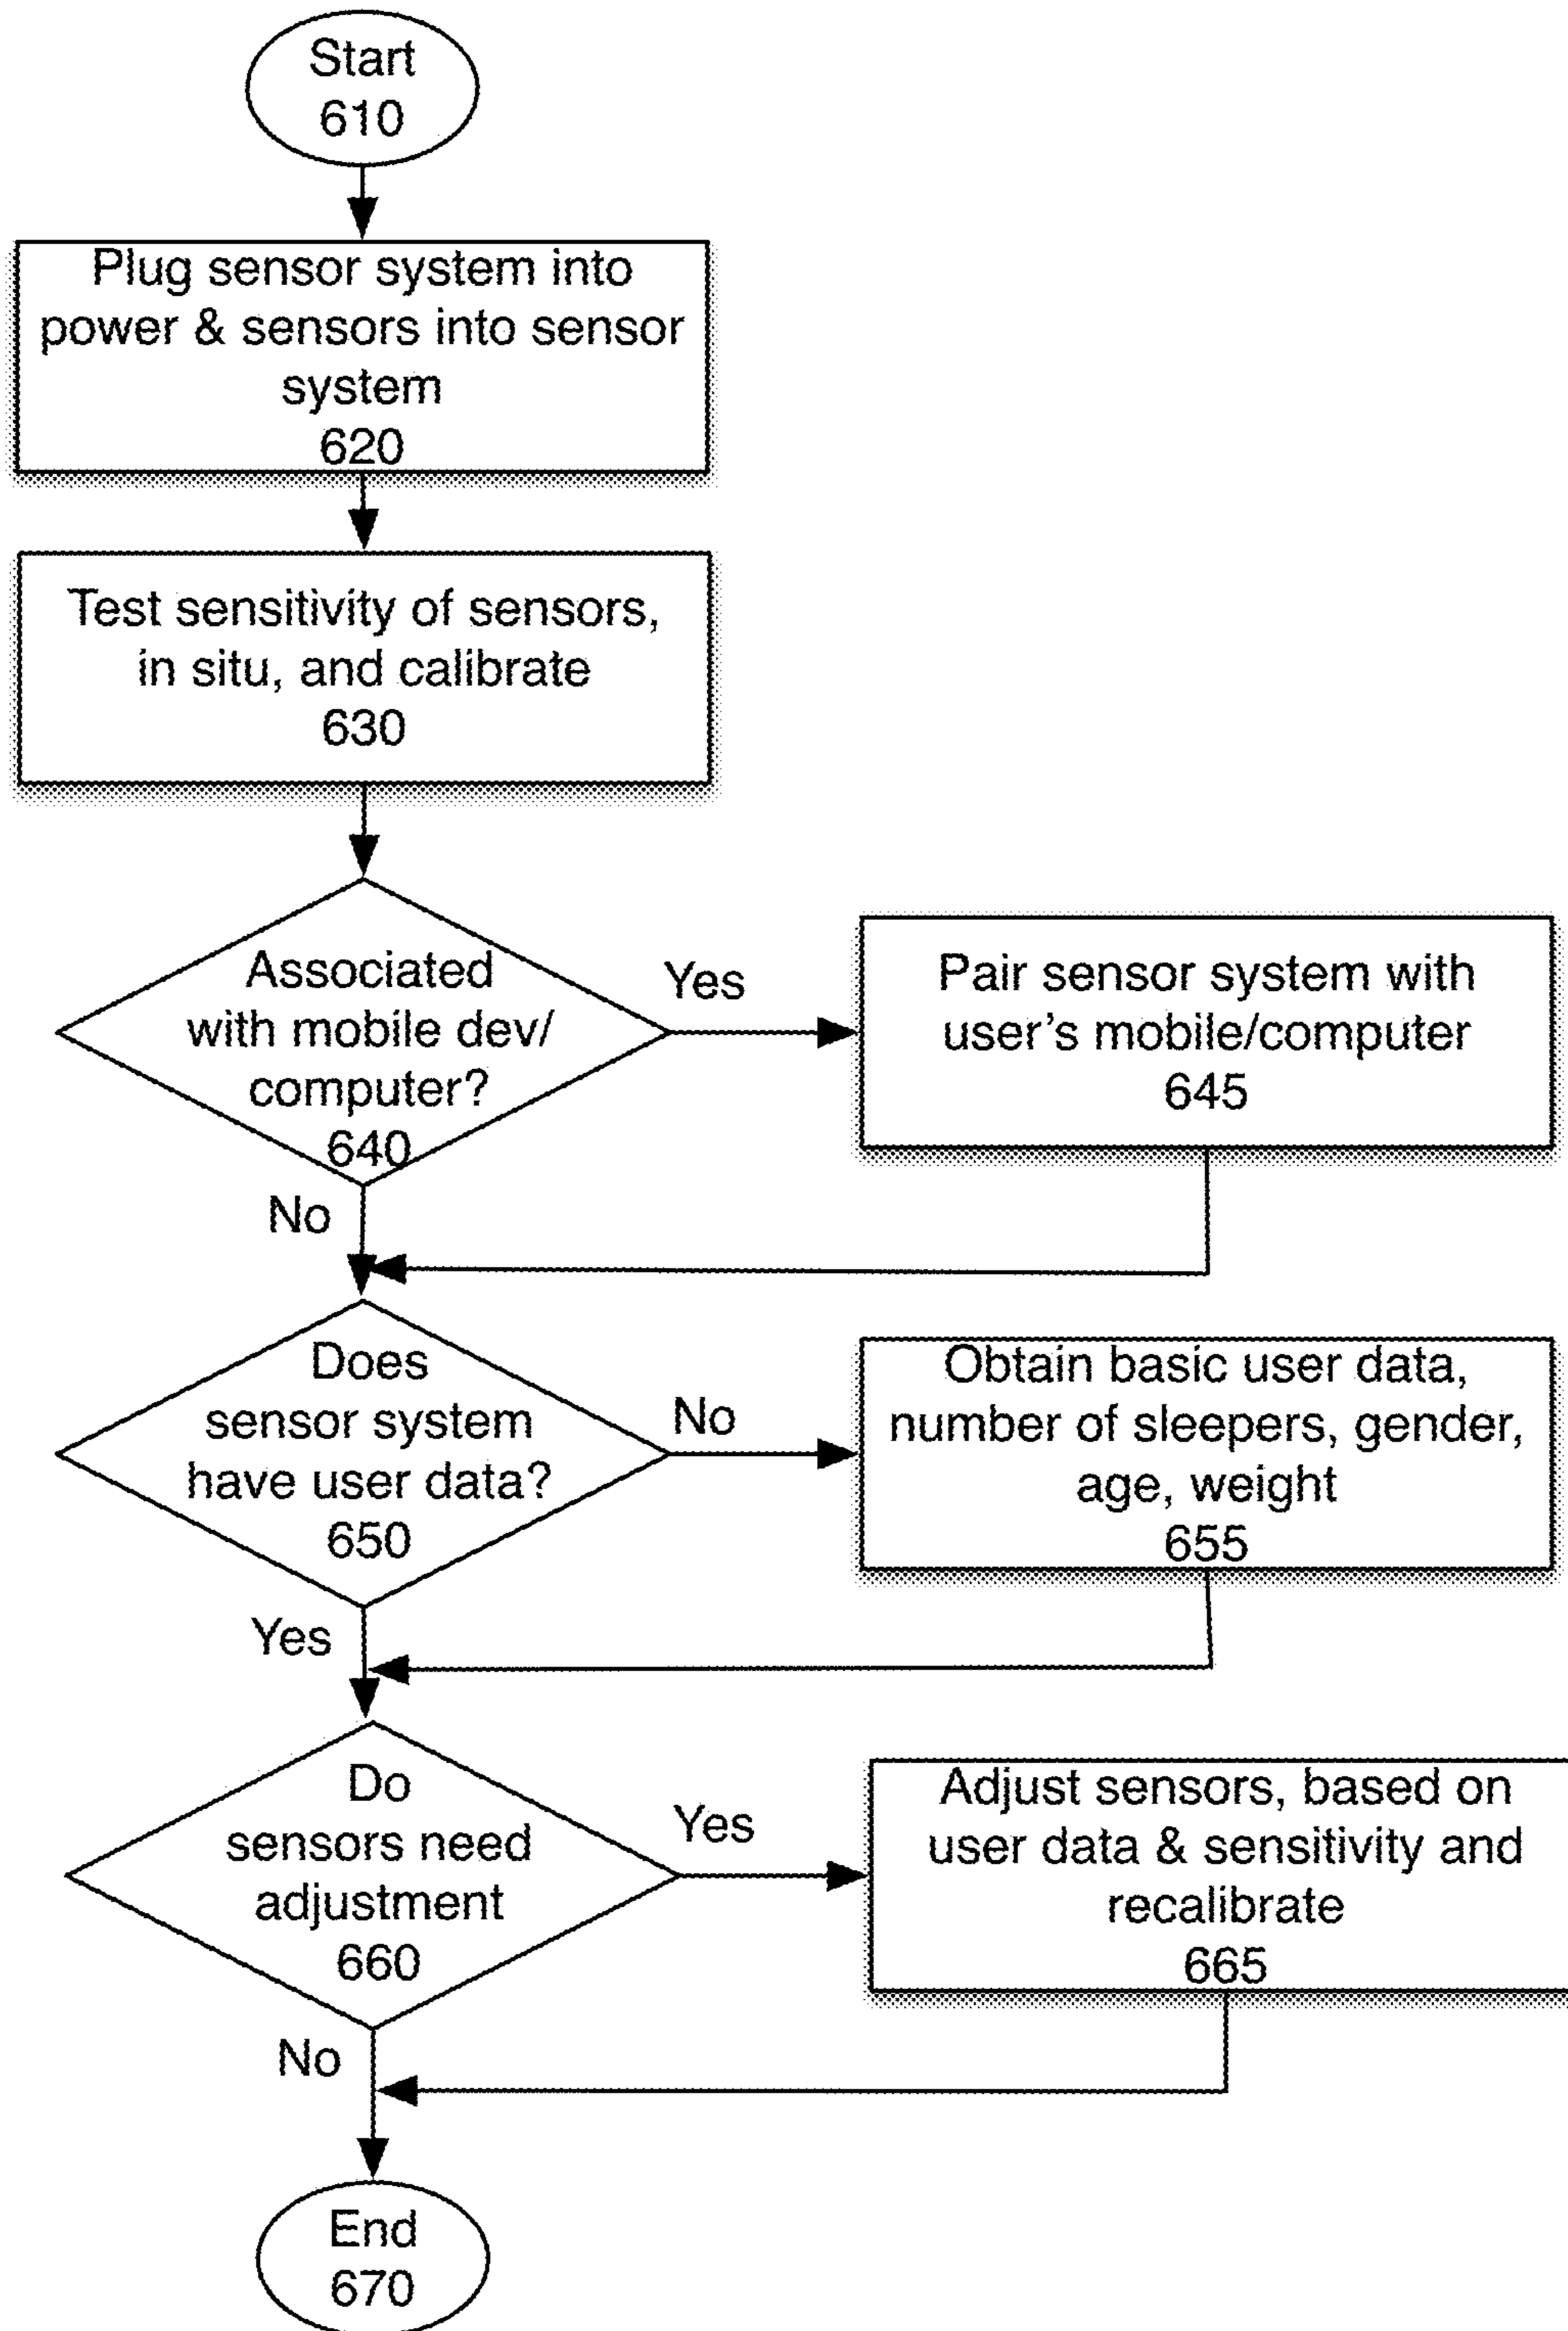 Start
610
Plug sensor system into
power & sensors into sensor
system
620
Test sensitivity of sensors,
in situ, and calibrate
630
Associated
with mobile dev/
computer?
640
Yes
Pair sensor system with
user's mobile/computer
645
No
Does
sensor system
have user data?
650
No
Obtain basic user data,
number of sleepers, gender,
age, weight
655
Yes
Do
sensors need
adjustment
660
Yes
Adjust sensors, based on
user data & sensitivity and
recalibrate
665
No
End
670